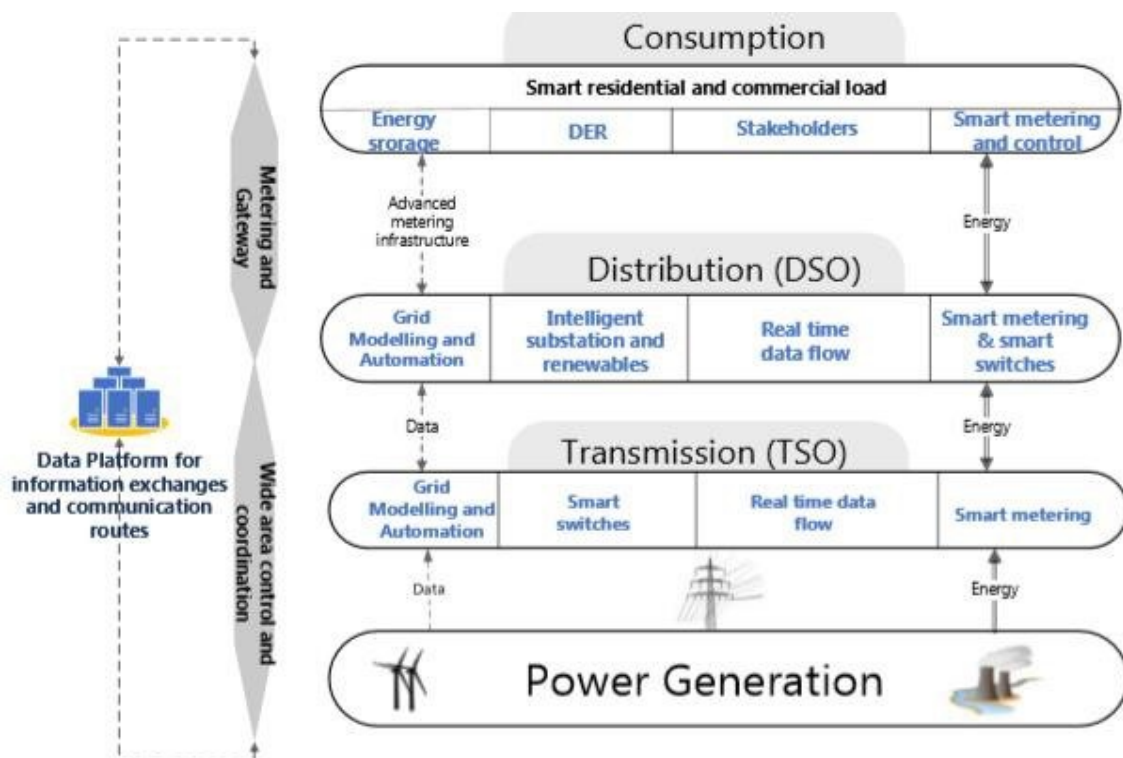 Consumption
Smart residential and commercial load
Energy
srorage
DER
Stakeholders
Smart metering
and control
Advanced
metering
infrastructure
Energy
Distribution (DSO)
Grid
Modelling and
Automation
Intelligent
substation and
renewables
Real time
data flow
Smart metering
& smart
switches
Data
Energy
Transmission (TSO)
Grid
Modelling and
Automation
Smart
switches
Real time data
flow
Smart metering
Data
Energy
Power Generation
Metering and
Gateway
Wide area control and
coordination
Data Platform for
information exchanges
and communication
routes